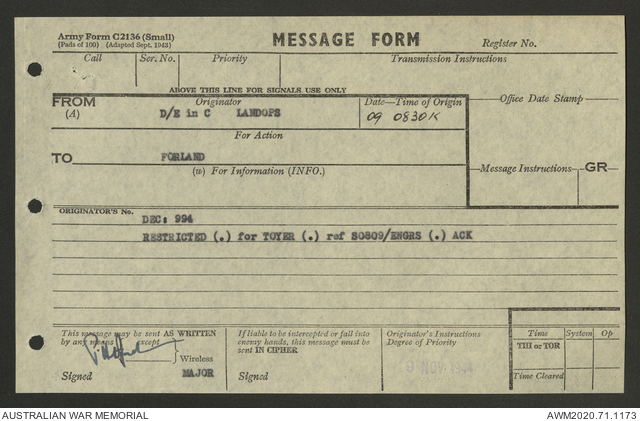 Army Form C2136 (Small)
(Pads of 100) (Adapted Sept. 1943)
MESSAGE FORM
Register No.
Call
Ser. No.
Priority
Transmission Instructions
ABOVE THIS LINE FOR SIGNALS USE ONLY
FROM
(A)
Originator
D/E in C LANDOPS
Date—Time of Origin
09 0830K
Office Date Stamp
For Action
TO
FORLAND
(W) For Information (INFO.)
Message Instructions
GR
ORIGINATOR'S No.
DEC: 994
RESTRICTED (.) for TOYER (.) ref SO809/ENGRS (.) ACK
This message may be sent AS WRITTEN
by any means except
Wireless
Signed
MAJOR
If liable to be intercepted or fall into
enemy hands, this message must be
sent IN CIPHER
Signed
Originator's Instructions
Degree of Priority
Time
System
Op
THI or TOR
Time Cleared
AUSTRALIAN WAR MEMORIAL
AWM2020.71.1173